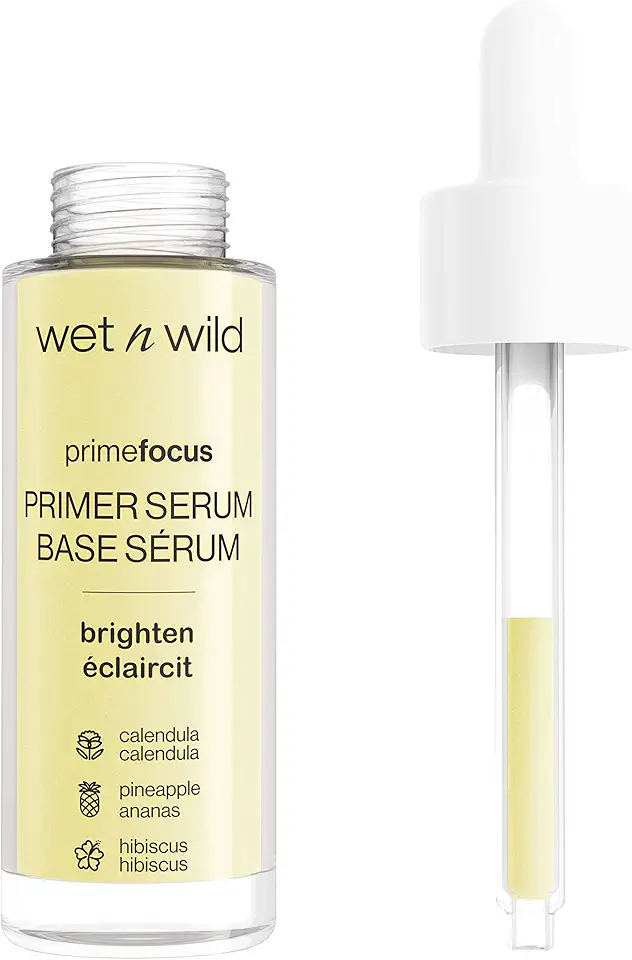 wet n wild
primefocus
PRIMER SERUM
BASE SÉRUM
brighten
éclaircit
calendula
calendula
pineapple
ananas
hibiscus
hibiscus